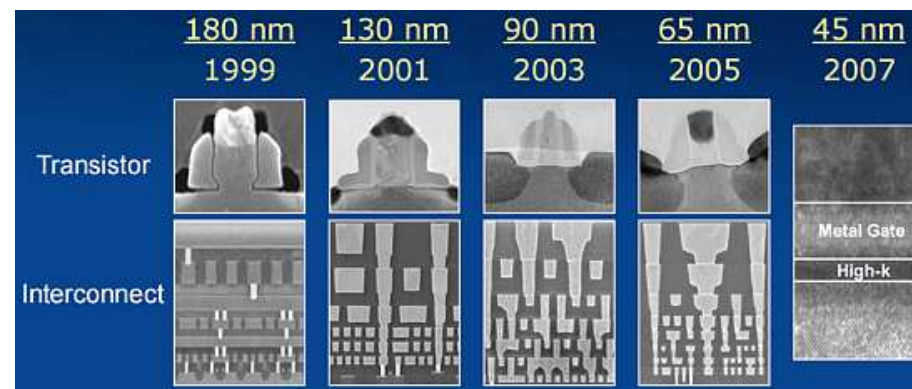 180 nm 130 nm 90 nm 65 nm 45 nm
1999 2001 2003 2005 2007
Transistor
Metal Gate
High-k
Interconnect